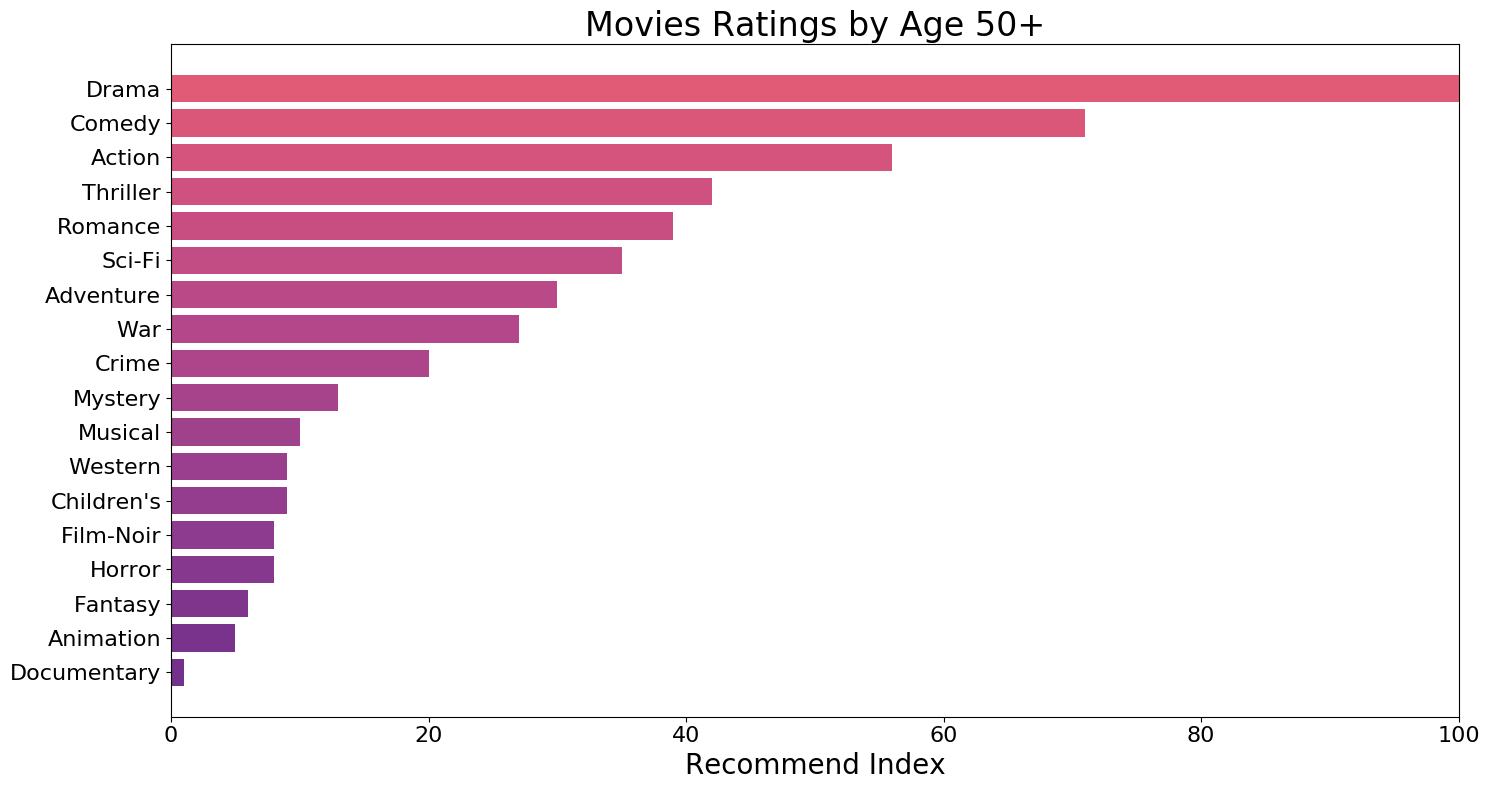 Movies Ratings by Age 50+
Drama
Comedy
Action
Thriller
Romance
Sci-Fi
Adventure
War
Crime
Mystery
Musical
Western
Children's
Film-Noir
Horror
Fantasy
Animation
Documentary
0 20 40 60 80 100
Recommend Index